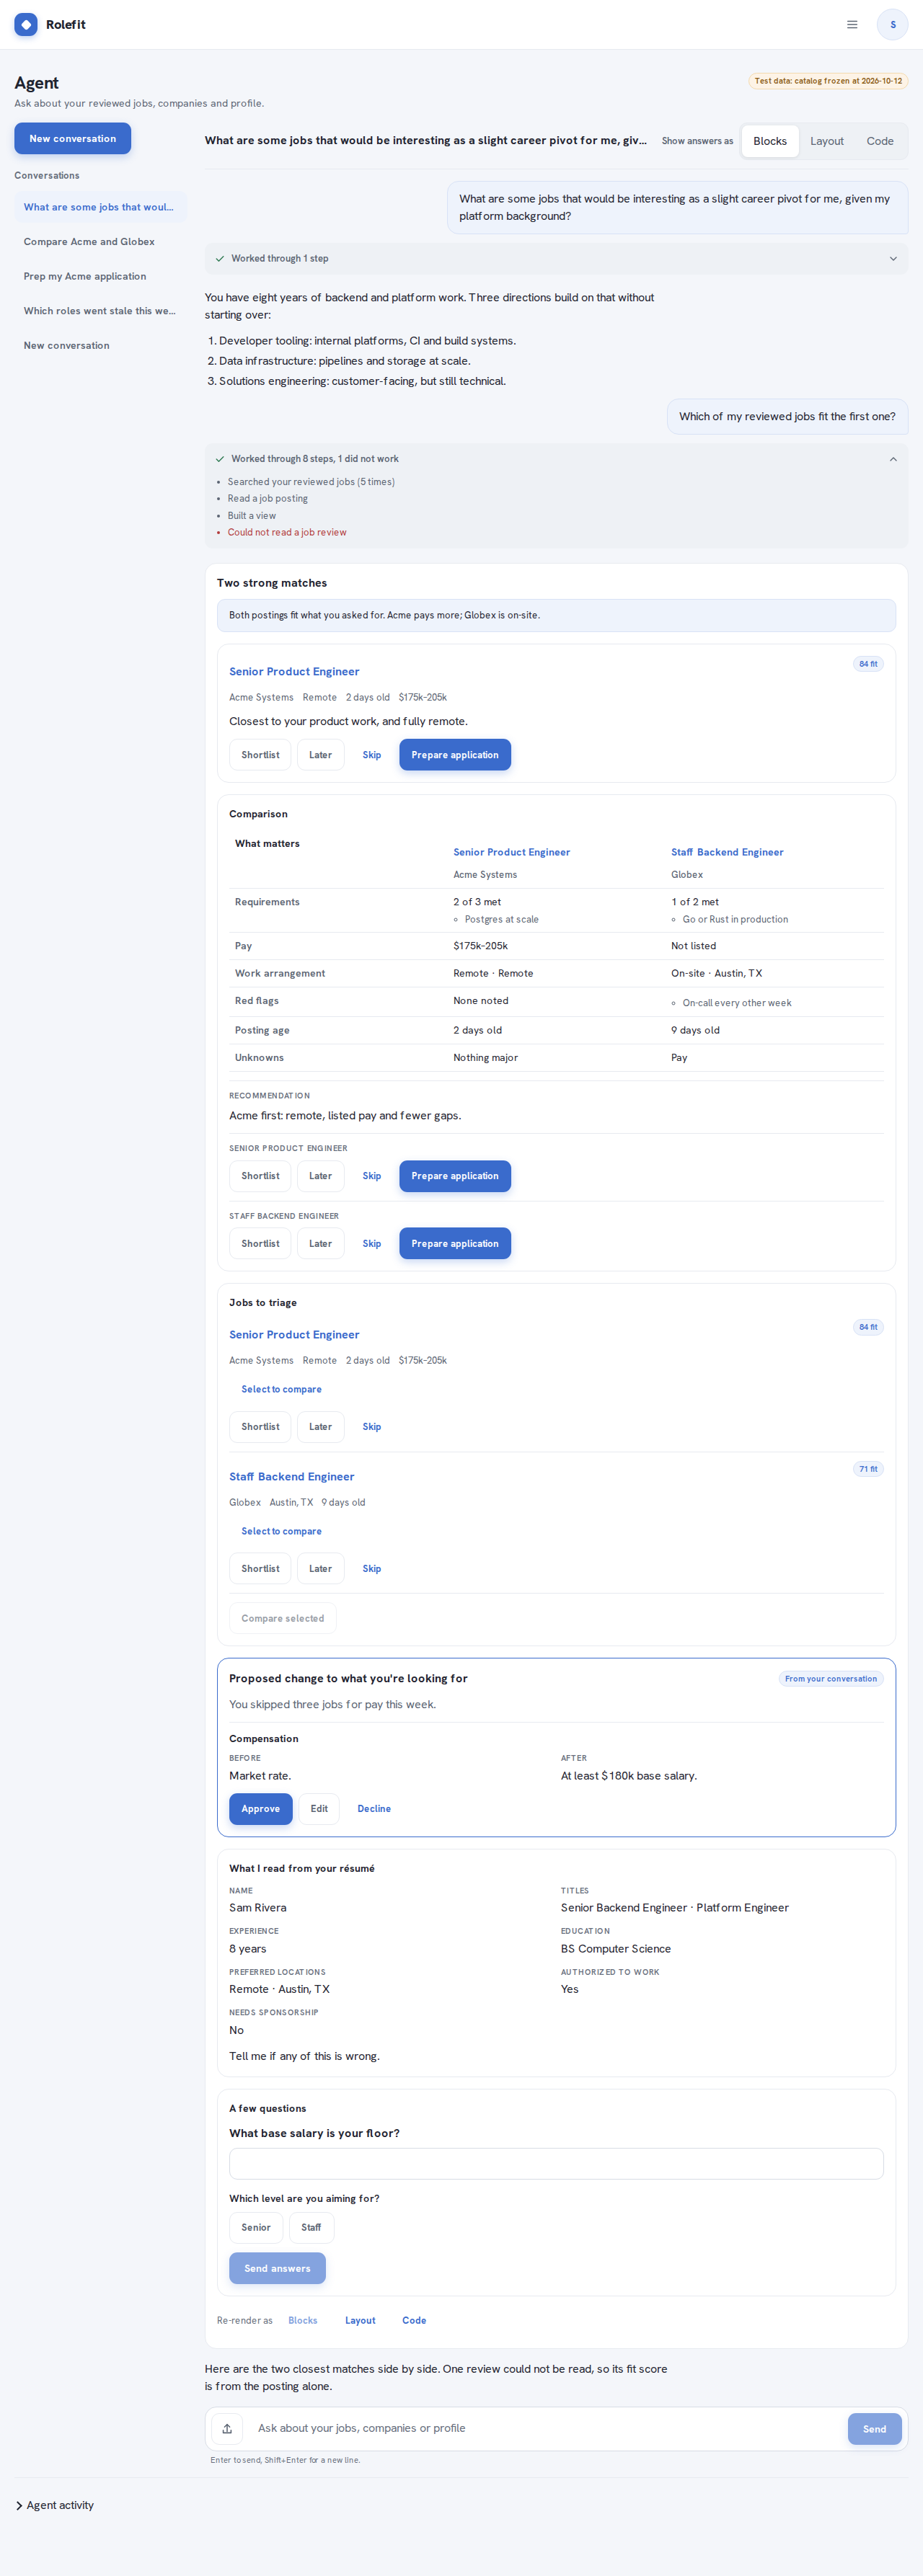 Rolefit
S
Agent
Test data: catalog frozen at 2026-10-12
Ask about your reviewed jobs, companies and profile.
New conversation
Conversations
What are some jobs that woul...
Compare Acme and Globex
Prep my Acme application
Which roles went stale this we...
New conversation
What are some jobs that would be interesting as a slight career pivot for me, giv...
Show answers as
Blocks
Layout
Code
What are some jobs that would be interesting as a slight career pivot for me, given my
platform background?
Worked through 1 step
You have eight years of backend and platform work. Three directions build on that without
starting over:
1. Developer tooling: internal platforms, CI and build systems.
2. Data infrastructure: pipelines and storage at scale.
3. Solutions engineering: customer-facing, but still technical.
Which of my reviewed jobs fit the first one?
Worked through 8 steps, 1 did not work
• Searched your reviewed jobs (5 times)
• Read a job posting
• Built a view
• Could not read a job review
Two strong matches
Both postings fit what you asked for. Acme pays more; Globex is on-site.
Senior Product Engineer
84 fit
Acme Systems Remote 2 days old $175k–205k
Closest to your product work, and fully remote.
Shortlist Later Skip Prepare application
Comparison
What matters
Senior Product Engineer
Staff Backend Engineer
Acme Systems
Globex
Requirements
2 of 3 met
1 of 2 met
Postgres at scale
Go or Rust in production
Pay
$175k–205k
Not listed
Work arrangement
Remote · Remote
On-site · Austin, TX
Red flags
None noted
On-call every other week
Posting age
2 days old
9 days old
Unknowns
Nothing major
Pay
RECOMMENDATION
Acme first: remote, listed pay and fewer gaps.
SENIOR PRODUCT ENGINEER
Shortlist Later Skip Prepare application
STAFF BACKEND ENGINEER
Shortlist Later Skip Prepare application
Jobs to triage
Senior Product Engineer
84 fit
Acme Systems Remote 2 days old $175k–205k
Select to compare
Shortlist Later Skip
Staff Backend Engineer
71 fit
Globex Austin, TX 9 days old
Select to compare
Shortlist Later Skip
Compare selected
Proposed change to what you're looking for
From your conversation
You skipped three jobs for pay this week.
Compensation
BEFORE
AFTER
Market rate.
At least $180k base salary.
Approve Edit Decline
What I read from your résumé
NAME
TITLES
Sam Rivera
Senior Backend Engineer · Platform Engineer
EXPERIENCE
EDUCATION
8 years
BS Computer Science
PREFERRED LOCATIONS
AUTHORIZED TO WORK
Remote · Austin, TX
Yes
NEEDS SPONSORSHIP
No
Tell me if any of this is wrong.
A few questions
What base salary is your floor?
Which level are you aiming for?
Senior Staff
Send answers
Re-render as Blocks Layout Code
Here are the two closest matches side by side. One review could not be read, so its fit score
is from the posting alone.
Ask about your jobs, companies or profile
Send
Enter to send, Shift+Enter for a new line.
Agent activity